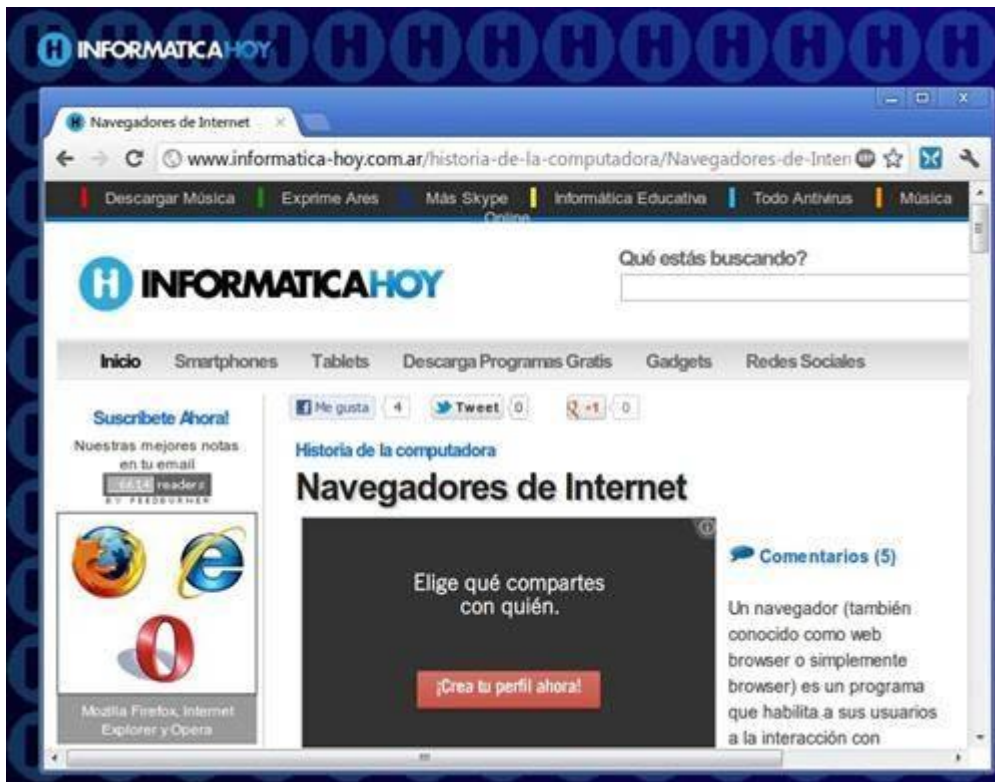 INFORMATICAHOY
Navegadores de Internet
www.informatica-hoy.com.ar/historia-de-la-computadora/Navegadores-de-Inter
Descargar Música Exprime Ares Más Skype Informática Educativa Todo Antivirus Música
Online
INFORMATICAHOY
Qué estás buscando?
Inicio Smartphones Tablets Descarga Programas Gratis Gadgets Redes Sociales
Suscribete Ahora!
Nuestras mejores notas
en tu email
6614 readers
BY FEEDBURNER
Mozilla Firefox, Internet
Explorer y Opera
Me gusta 4 Tweet 0 +1 0
Historia de la computadora
Navegadores de Internet
Elige qué compartes
con quién.
¡Crea tu perfil ahora!
Comentarios (5)
Un navegador (también
conocido como web
browser o simplemente
browser) es un programa
que habilita a sus usuarios
a la interacción con